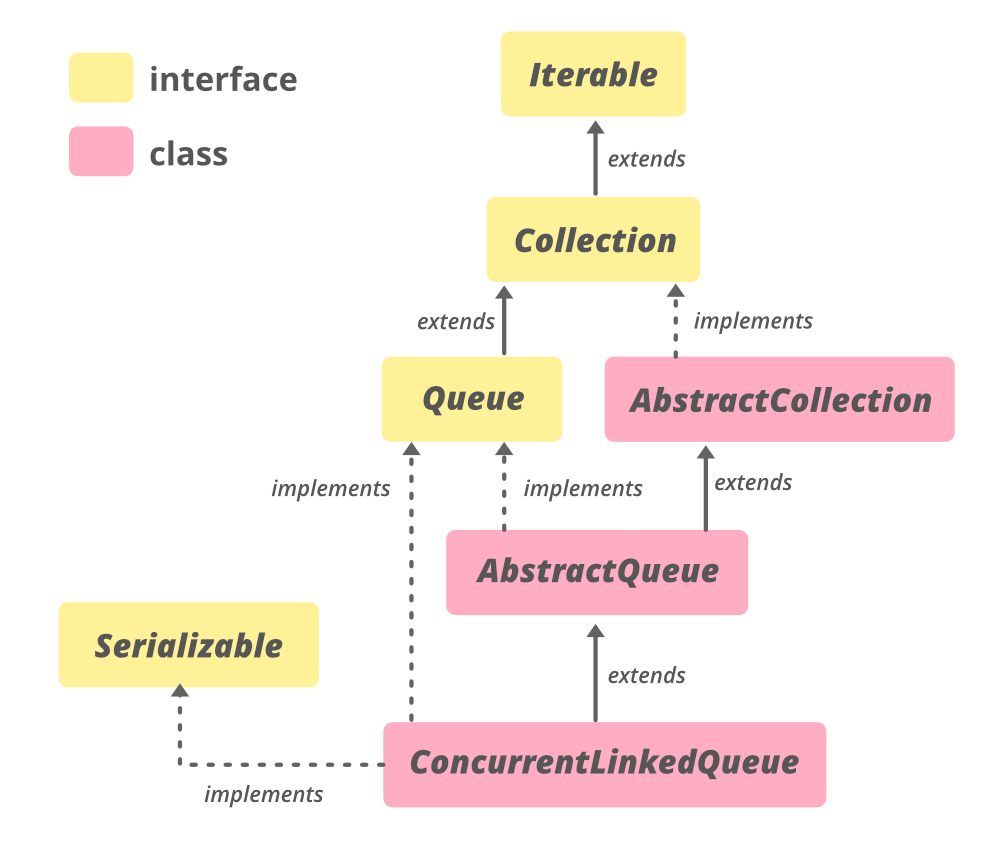 interface
class
Iterable
extends
Collection
extends
implements
Queue
AbstractCollection
implements
implements
extends
AbstractQueue
Serializable
extends
ConcurrentLinkedQueue
implements